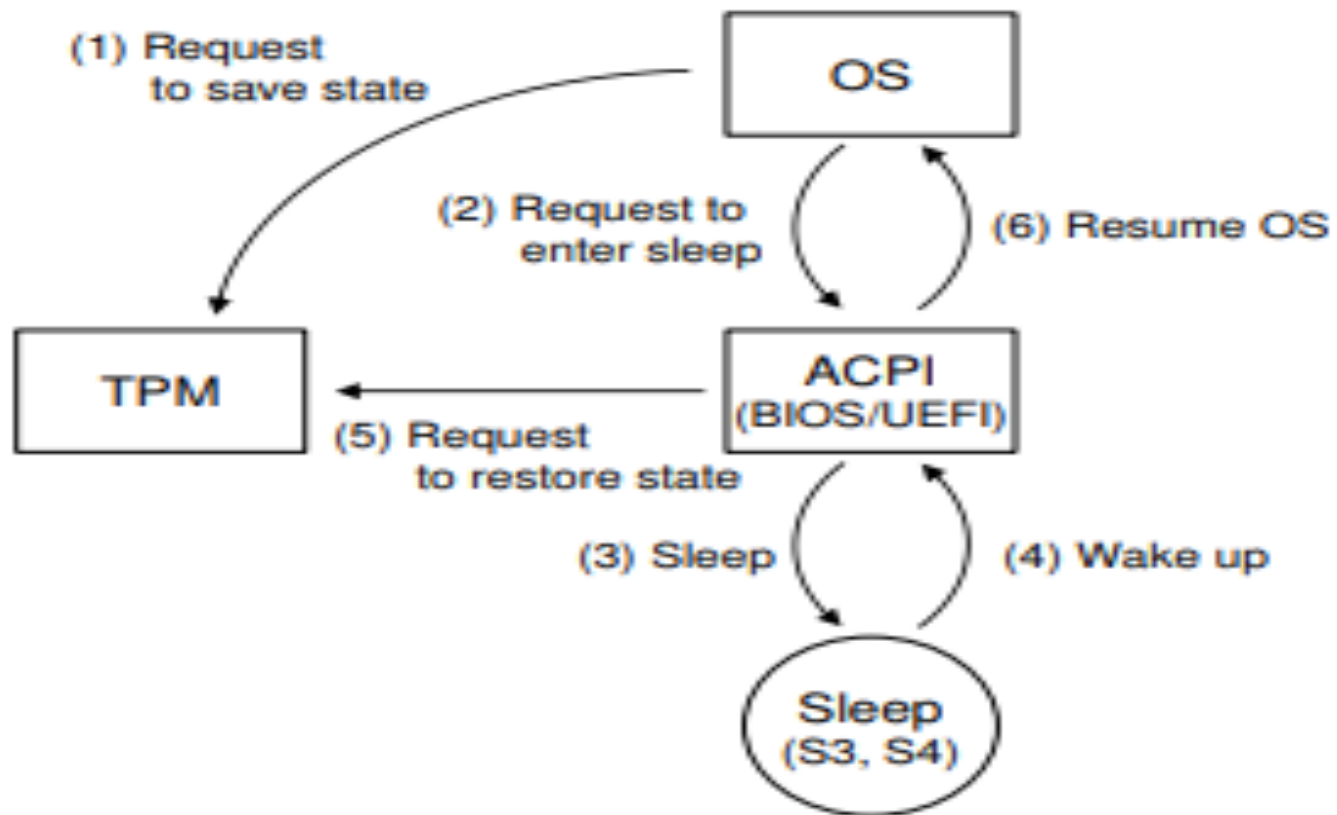 (1) Request
to save state
OS
(2) Request to
enter sleep
(6) Resume OS
TPM
ACPI
(BIOS/UEFI)
(5) Request
to restore state
(3) Sleep
(4) Wake up
Sleep
(S3, S4)